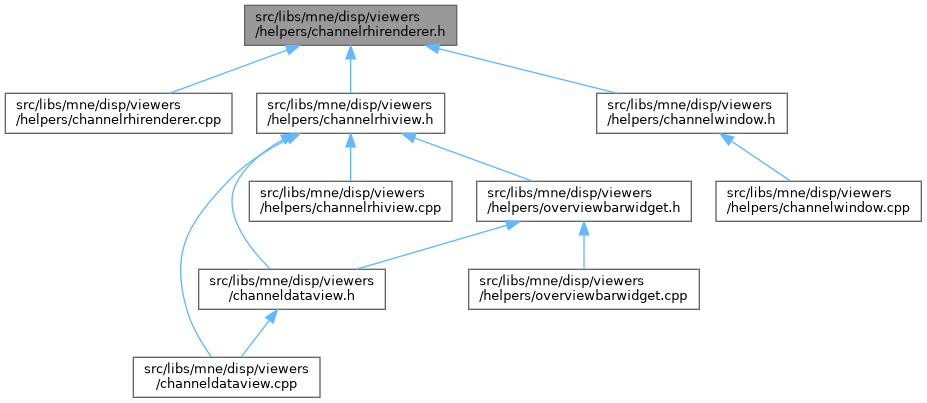 src/libs/mne/disp/viewers
/helpers/channelrhirenderer.h
src/libs/mne/disp/viewers
/helpers/channelrhirenderer.cpp
src/libs/mne/disp/viewers
/helpers/channelrhiview.h
src/libs/mne/disp/viewers
/helpers/channelwindow.h
src/libs/mne/disp/viewers
/helpers/channelrhiview.cpp
src/libs/mne/disp/viewers
/helpers/overviewbarwidget.h
src/libs/mne/disp/viewers
/helpers/channelwindow.cpp
src/libs/mne/disp/viewers
/channeldataview.h
src/libs/mne/disp/viewers
/helpers/overviewbarwidget.cpp
src/libs/mne/disp/viewers
/channeldataview.cpp